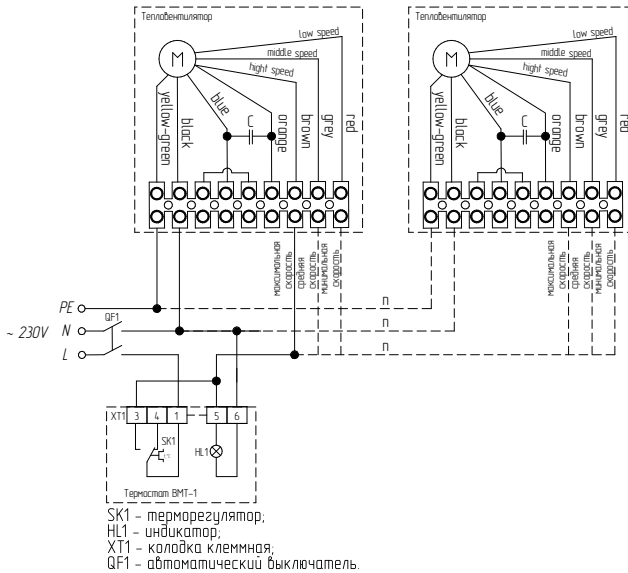 Тепловентилятор
Тепловентилятор
low speed
middle speed
hight speed
low speed
middle speed
hight speed
M
M
yellow-green
black
blue
C
orange
brown
grey
red
yellow-green
black
blue
C
orange
brown
grey
red
максимальная
скорость
средняя
скорость
минимальная
скорость
максимальная
скорость
средняя
скорость
минимальная
скорость
PE
n
~ 230V
N
QF1
n
L
n
XT1
3
4
1
5
6
SK1
t°C
HL1
Термостат ВМТ-1
SK1 - терморегулятор;
HL1 - индикатор;
XT1 - колодка клеммная;
QF1 - автоматический выключатель.